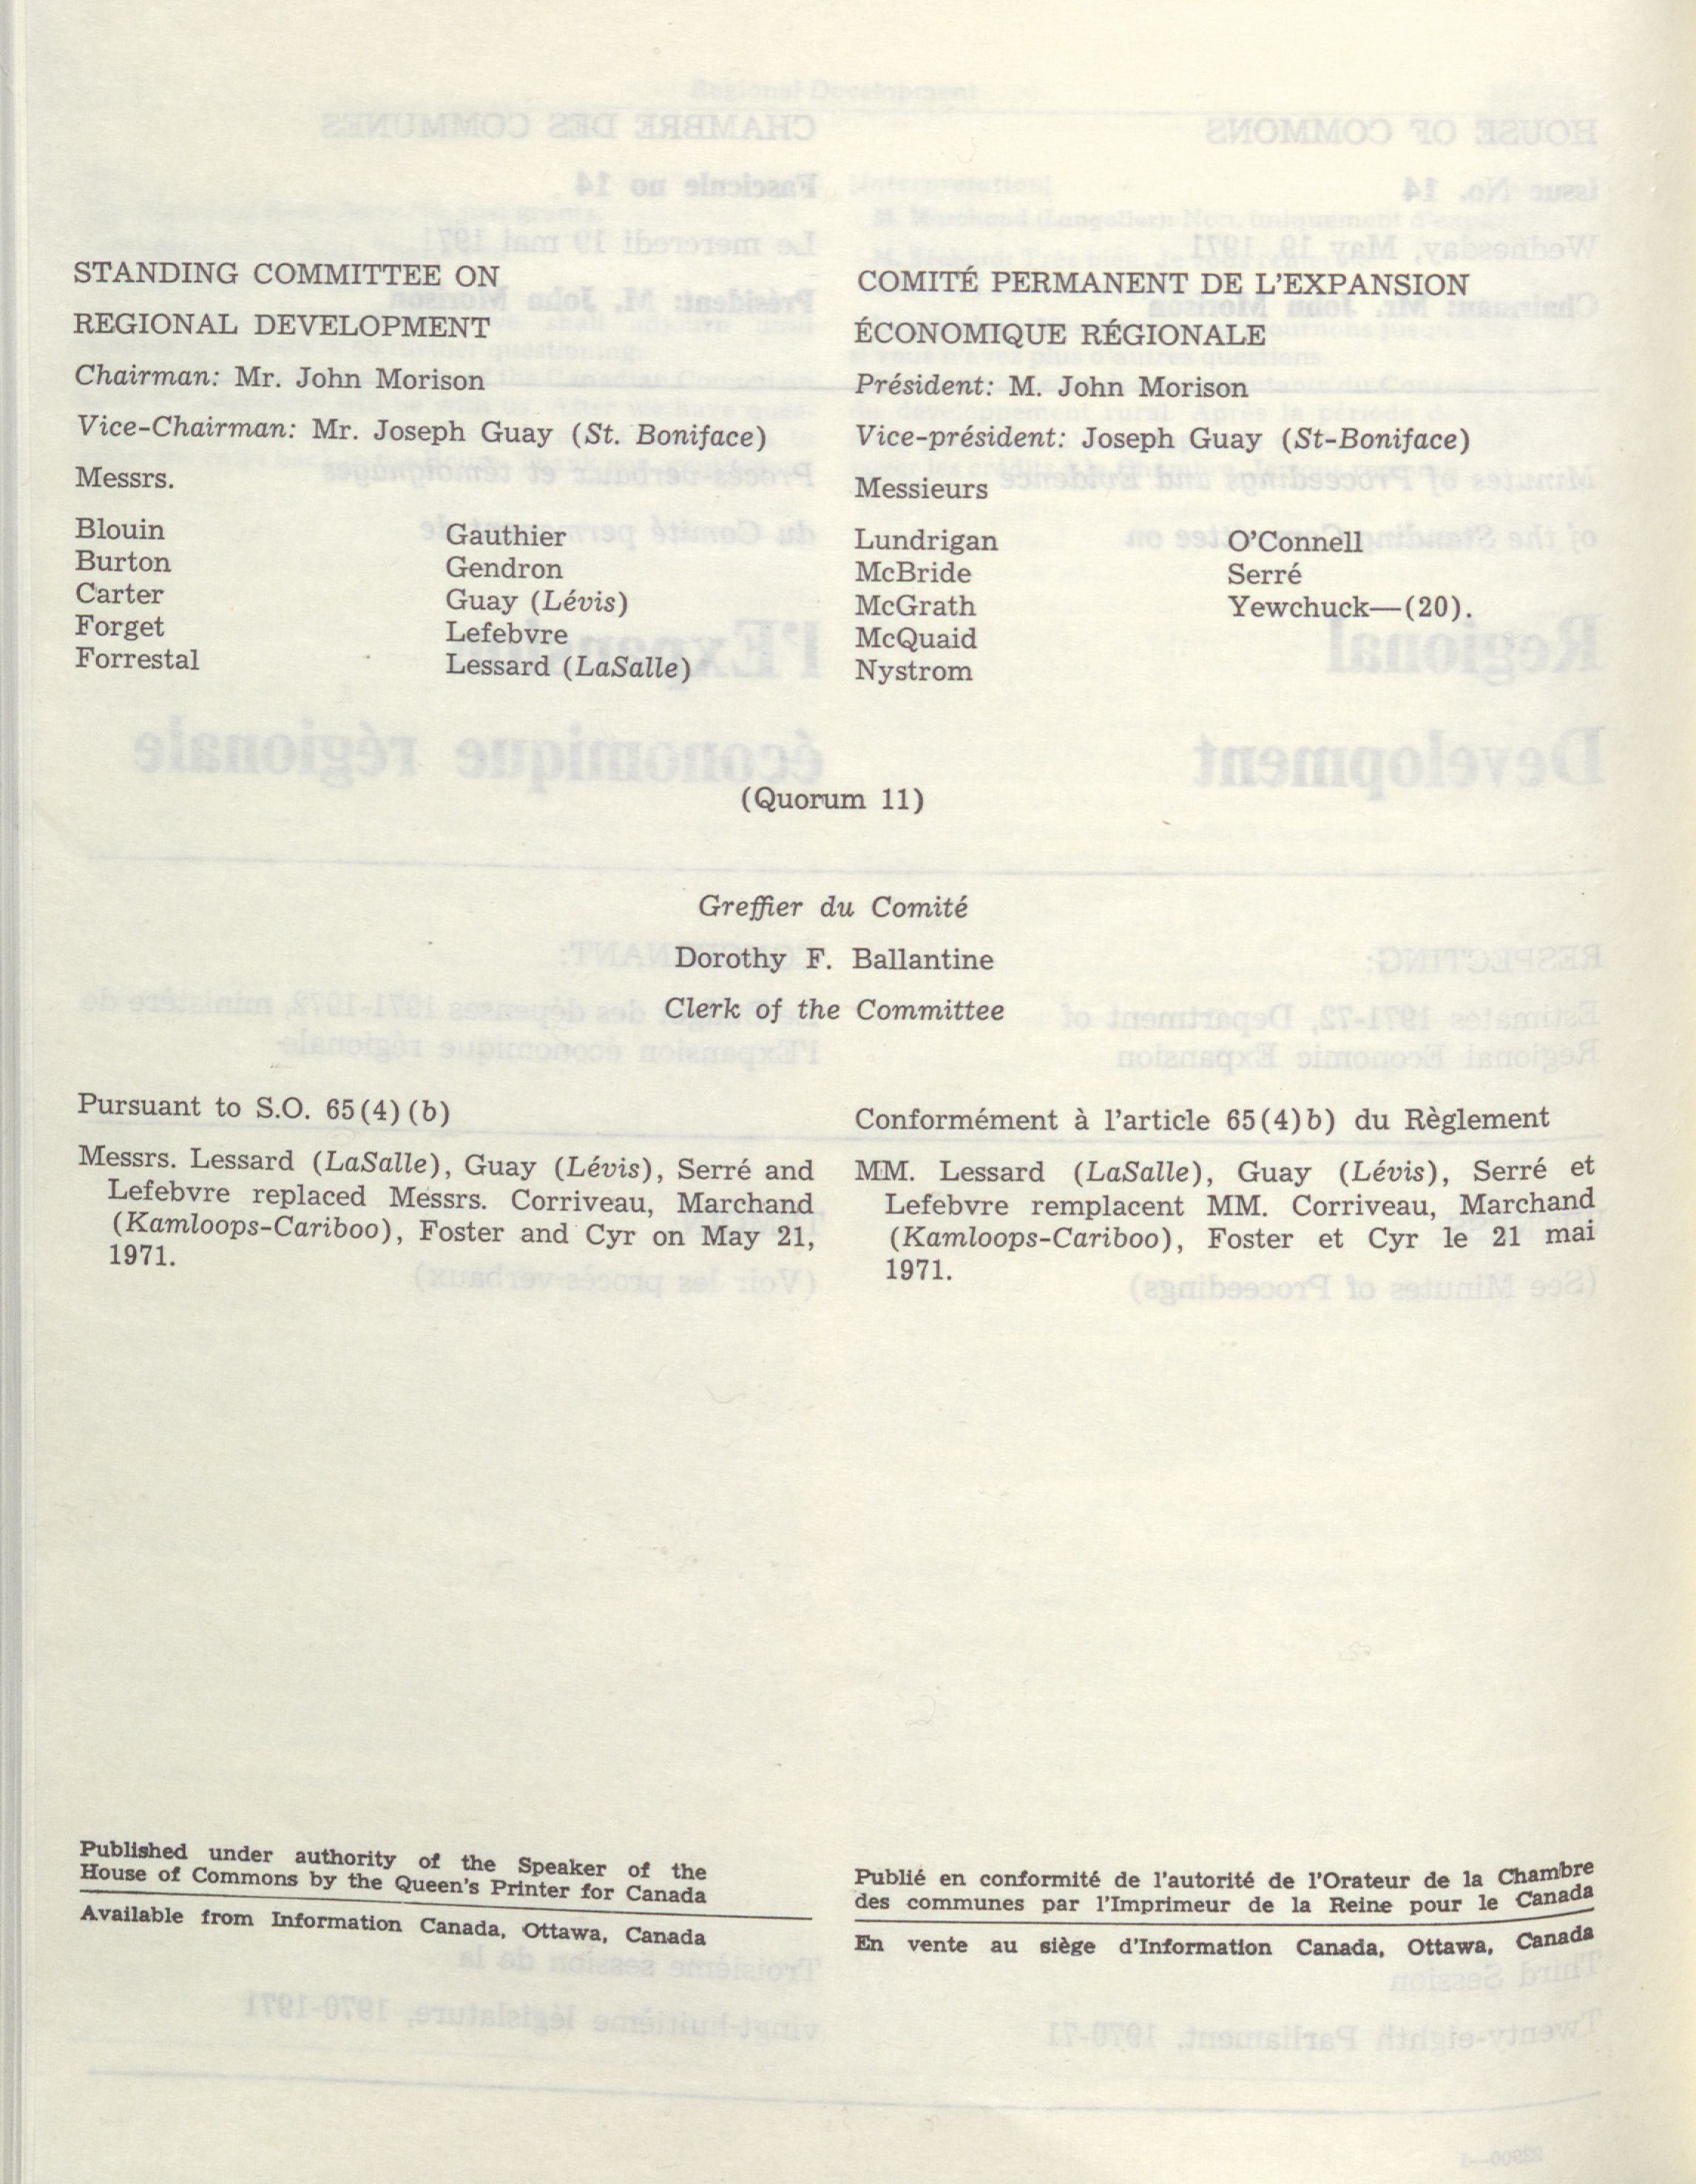 STANDING COMMITTEE ON
REGIONAL DEVELOPMENT
Chairman: Mr. John Morison
Vice-Chairman: Mr. Joseph Guay (St. Boniface)
Messrs.
Blouin
Burton
Carter
Forget
Forrestal
Gauthier
Gendron
Guay (Lévis)
Lefebvre
Lessard (LaSalle)
COMITÉ PERMANENT DE L'EXPANSION
ÉCONOMIQUE RÉGIONALE
Président: M. John Morison
Vice-président: Joseph Guay (St-Boniface)
Messieurs
Lundrigan
McBride
McGrath
McQuaid
Nystrom
O'Connell
Serré
Yewchuck—(20).
(Quorum 11)
Greffier du Comité
Dorothy F. Ballantine
Clerk of the Committee
Pursuant to S.O. 65(4)(b)
Messrs. Lessard (LaSalle), Guay (Lévis), Serré and
Lefebvre replaced Messrs. Corriveau, Marchand
(Kamloops-Cariboo), Foster and Cyr on May 21,
1971.
Conformément à l'article 65(4)b) du Règlement
MM. Lessard (LaSalle), Guay (Lévis), Serré et
Lefebvre remplacent MM. Corriveau, Marchand
(Kamloops-Cariboo), Foster et Cyr le 21 mai
1971.
Published under authority of the Speaker of the
House of Commons by the Queen's Printer for Canada
Available from Information Canada, Ottawa, Canada
Publié en conformité de l'autorité de l'Orateur de la Chambre
des communes par l'Imprimeur de la Reine pour le Canada
En vente au siège d'Information Canada, Ottawa, Canada